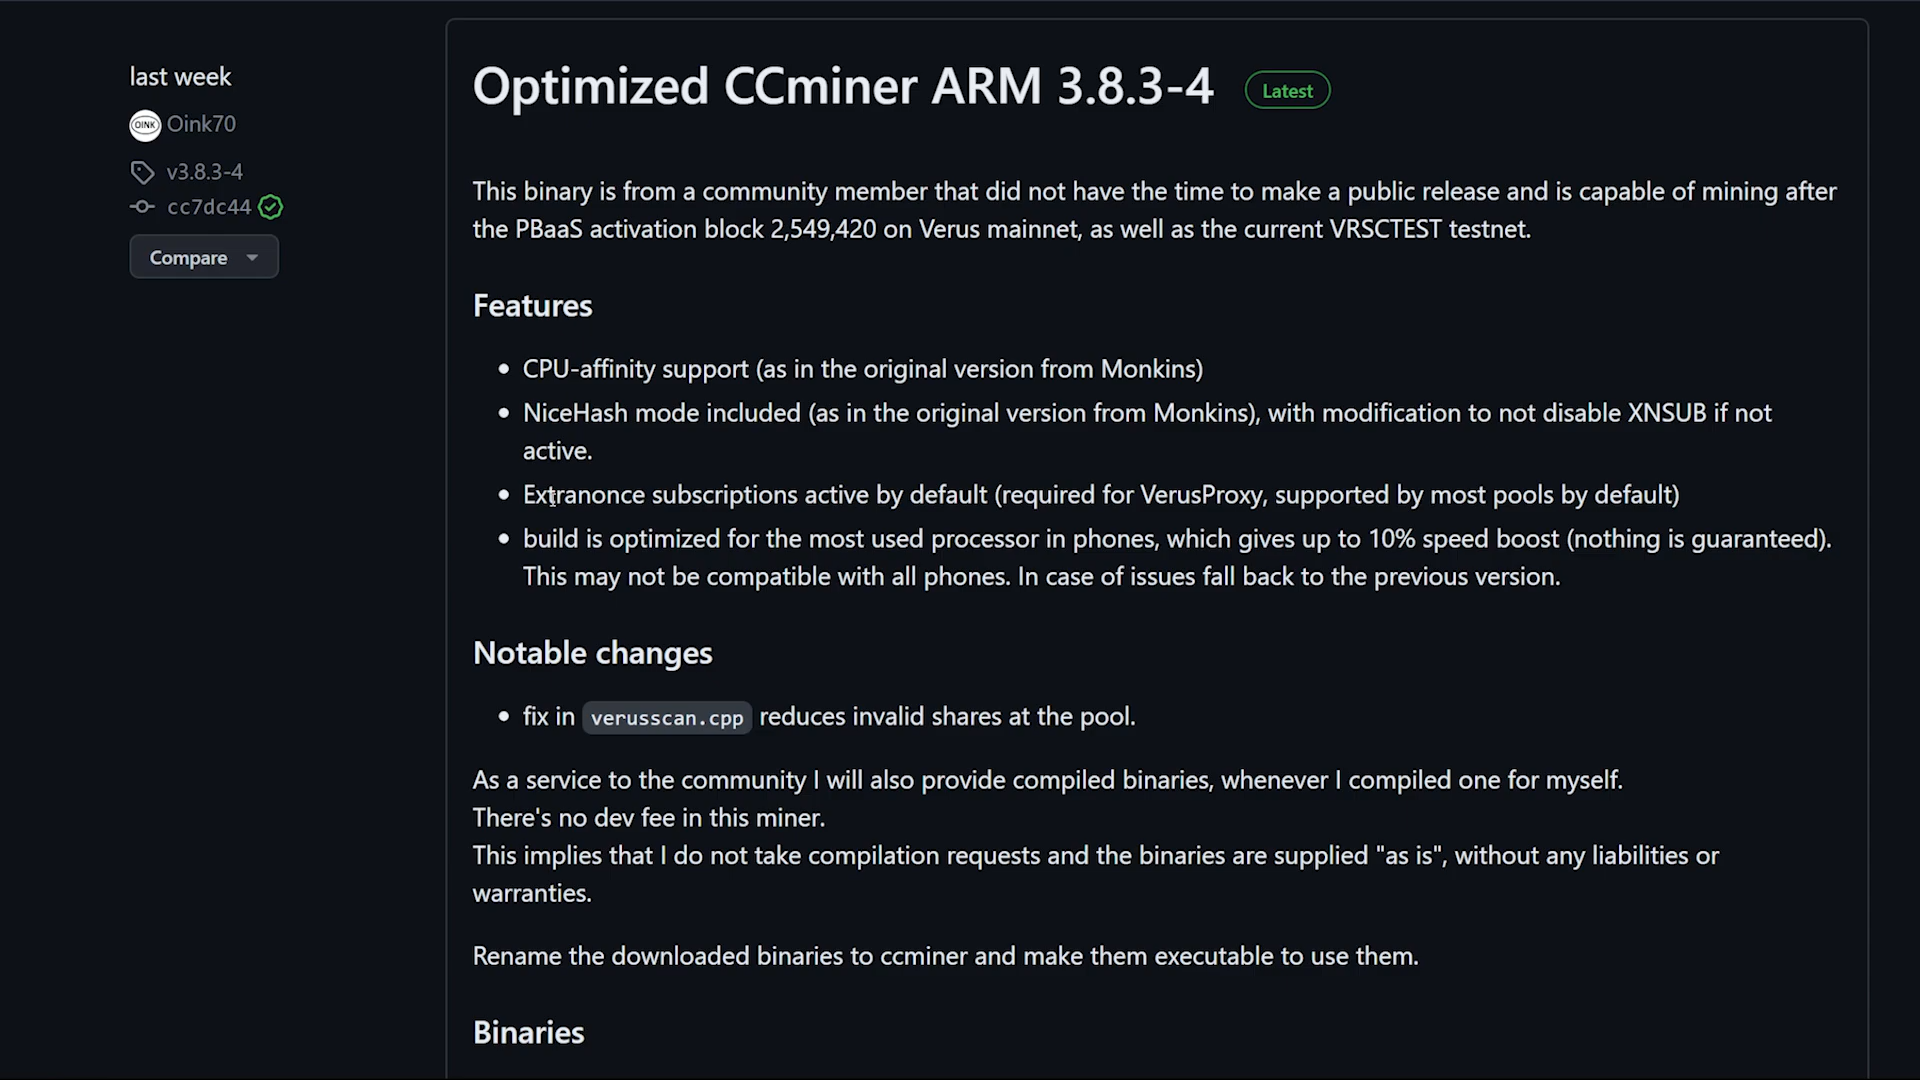 last week
OINK Oink70
v3.8.3-4
cc7dc44
Compare
Optimized CCminer ARM 3.8.3-4 Latest
This binary is from a community member that did not have the time to make a public release and is capable of mining after
the PBaaS activation block 2,549,420 on Verus mainnet, as well as the current VRSCTEST testnet.
Features
• CPU-affinity support (as in the original version from Monkins)
• NiceHash mode included (as in the original version from Monkins), with modification to not disable XNSUB if not
active.
• Extranonce subscriptions active by default (required for VerusProxy, supported by most pools by default)
• build is optimized for the most used processor in phones, which gives up to 10% speed boost (nothing is guaranteed).
This may not be compatible with all phones. In case of issues fall back to the previous version.
Notable changes
• fix in verusscan.cpp reduces invalid shares at the pool.
As a service to the community I will also provide compiled binaries, whenever I compiled one for myself.
There's no dev fee in this miner.
This implies that I do not take compilation requests and the binaries are supplied "as is", without any liabilities or
warranties.
Rename the downloaded binaries to ccminer and make them executable to use them.
Binaries